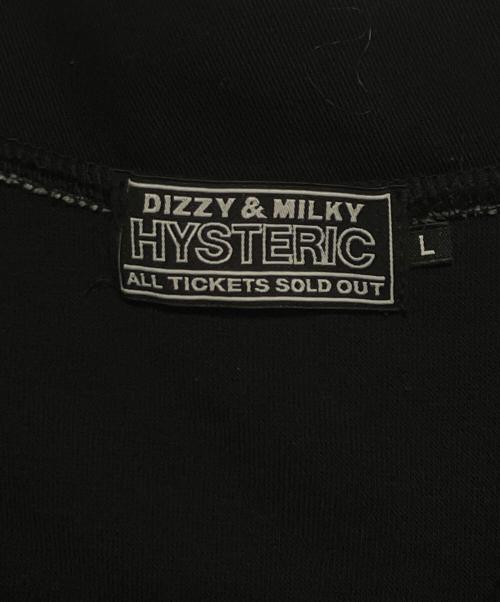 DIZZY & MILKY
HYSTERIC
ALL TICKETS SOLD OUT
L